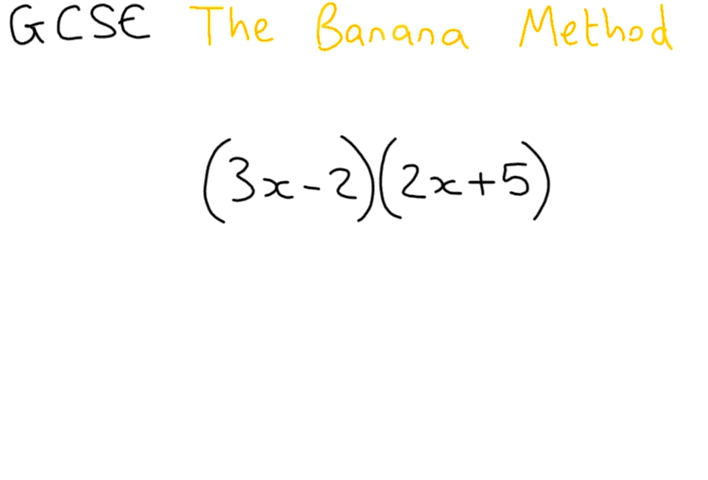 GCSE The Banana Method
(3x-2)(2x+5)